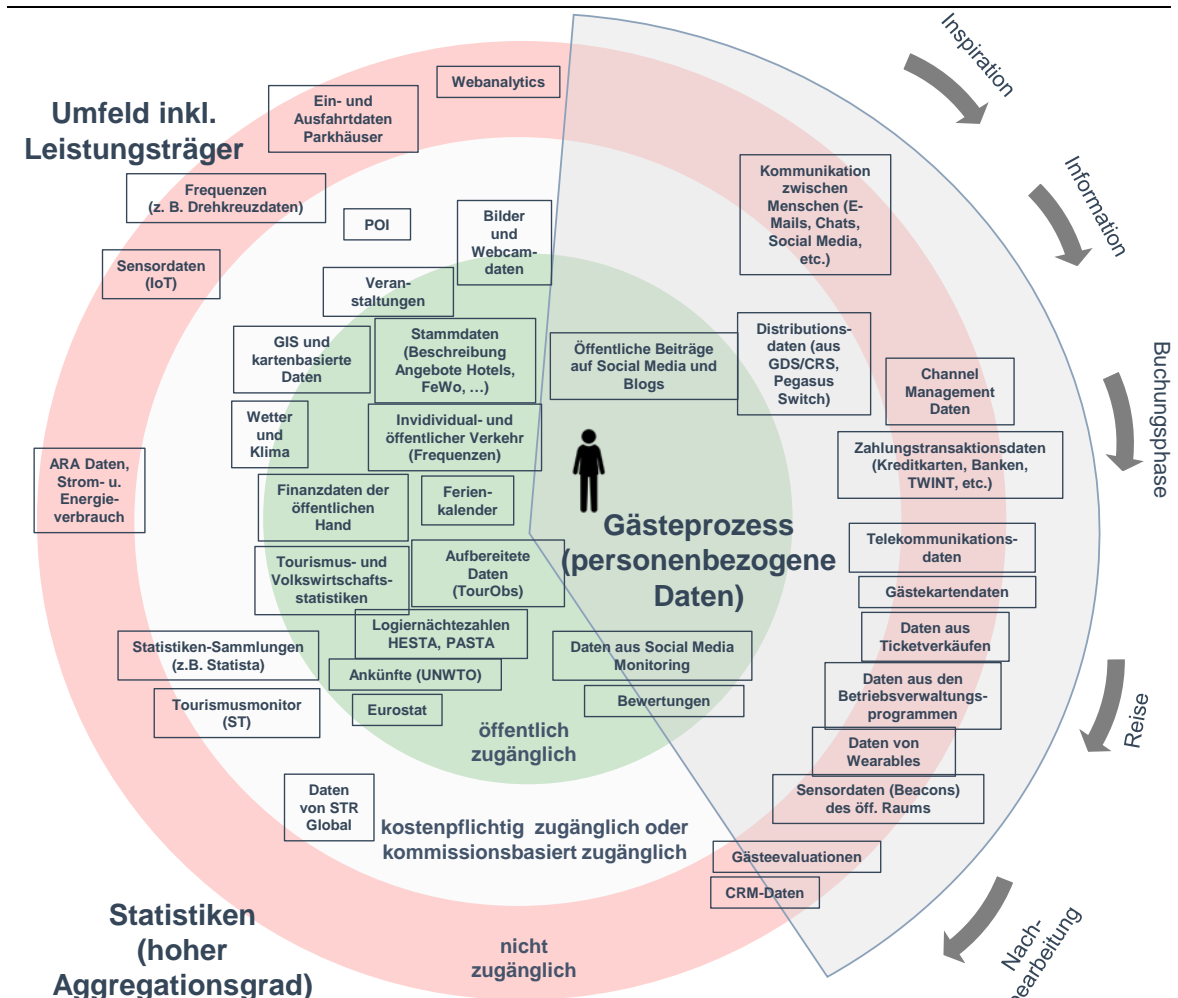 Webanalytics
Ein- und
Ausfahrtdaten
Parkhäuser
Umfeld inkl.
Leistungsträger
Frequenzen
(z. B. Drehkreuzdaten)
POI
Bilder
und
Webcam-
daten
Sensordaten
(IoT)
Veran-
staltungen
GIS und
kartenbasierte
Daten
Stammdaten
(Beschreibung
Angebote Hotels,
FeWo, …)
Wetter
und
Klima
Invididual- und
öffentlicher Verkehr
(Frequenzen)
ARA Daten,
Strom- u.
Energie-
verbrauch
Finanzdaten der
öffentlichen
Hand
Ferien-
kalender
Tourismus- und
Volkswirtschafts-
statistiken
Aufbereitete
Daten
(TourObs)
Logiernächtezahlen
HESTA, PASTA
Statistiken-Sammlungen
(z.B. Statista)
Ankünfte (UNWTO)
Tourismusmonitor
(ST)
Eurostat
öffentlich
zugänglich
Daten
von STR
Global
kostenpflichtig zugänglich oder
kommissionsbasiert zugänglich
Statistiken
(hoher
Aggregationsgrad)
nicht
zugänglich
Kommunikation
zwischen
Menschen (E-
Mails, Chats,
Social Media,
etc.)
Öffentliche Beiträge
auf Social Media und
Blogs
Distributions-
daten (aus
GDS/CRS,
Pegasus
Switch)
Channel
Management
Daten
Zahlungstransaktionsdaten
(Kreditkarten, Banken,
TWINT, etc.)
Gästeprozess
(personenbezogene
Daten)
Telekommunikations-
daten
Gästekartendaten
Daten aus
Ticketverkäufen
Daten aus Social Media
Monitoring
Bewertungen
Daten aus den
Betriebsverwaltungs-
programmen
Daten von
Wearables
Sensordaten (Beacons)
des öff. Raums
Gästeevaluationen
CRM-Daten
Inspiration
Information
Buchungsphase
Reise
Nach-
bearbeitung